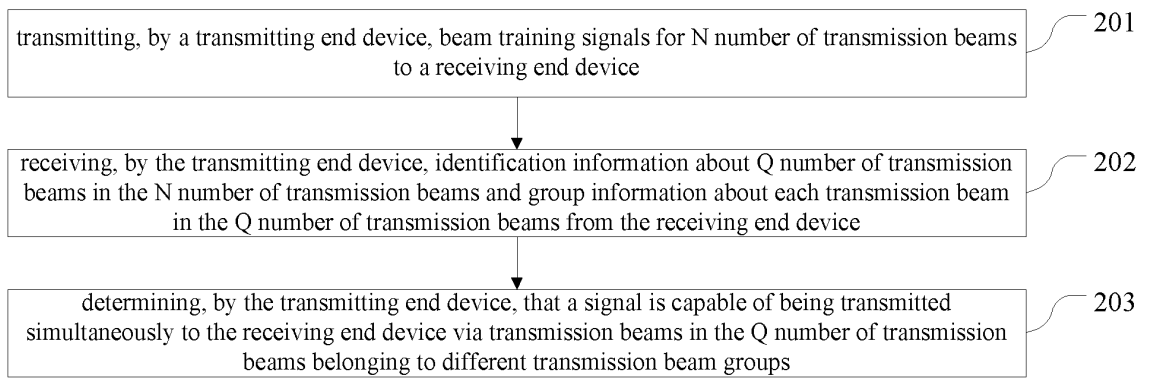 transmitting, by a transmitting end device, beam training signals for N number of transmission beams
to a receiving end device
201
receiving, by the transmitting end device, identification information about Q number of transmission
beams in the N number of transmission beams and group information about each transmission beam
in the Q number of transmission beams from the receiving end device
202
determining, by the transmitting end device, that a signal is capable of being transmitted
simultaneously to the receiving end device via transmission beams in the Q number of transmission
beams belonging to different transmission beam groups
203